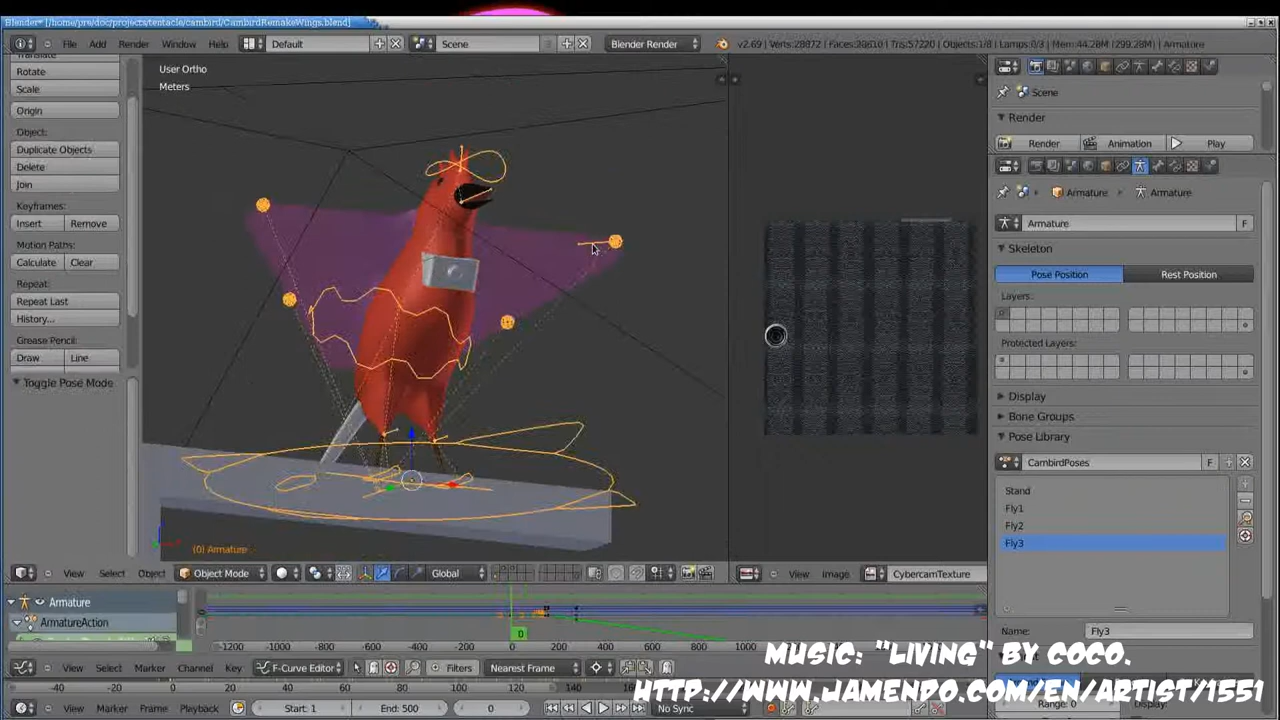 Blender* [/home/pre/doc/projects/tentacle/cambird/CambirdRemakeWings.blend]
File Add Render Window Help Default Scene Blender Render v2.69 | Verts:28872 | Faces:28610 | Tris:57220 | Objects:1/8 | Lamps:0/3 | Mem:44.28M (299.28M) | Armature
Translate
Rotate
Scale
Origin
Object:
Duplicate Objects
Delete
Join
Keyframes:
Insert Remove
Motion Paths:
Calculate Clear
Repeat:
Repeat Last
History...
Grease Pencil:
Draw Line
Toggle Pose Mode
User Ortho
Meters
(0) Armature
View Select Object Object Mode Global
View Image CybercamTexture
Scene
Render
Render Animation Play
Armature Armature
Armature F
Skeleton
Pose Position Rest Position
Layers:
Protected Layers:
Display
Bone Groups
Pose Library
CambirdPoses F
Stand
Fly1
Fly2
Fly3
Name: Fly3
Range: 0 Display:
Armature
ArmatureAction
-1200 -1000 -800 -600 -400 -200 0 200 400 600 800 1000
0
View Select Marker Channel Key F-Curve Editor Filters Nearest Frame
-40 -20 0 20 40 60 80 100 120 140 160
View Marker Frame Playback Start: 1 End: 500 0 No Sync
MUSIC: "LIVING" BY COCO.
HTTP://WWW.JAMENDO.COM/EN/ARTIST/1551